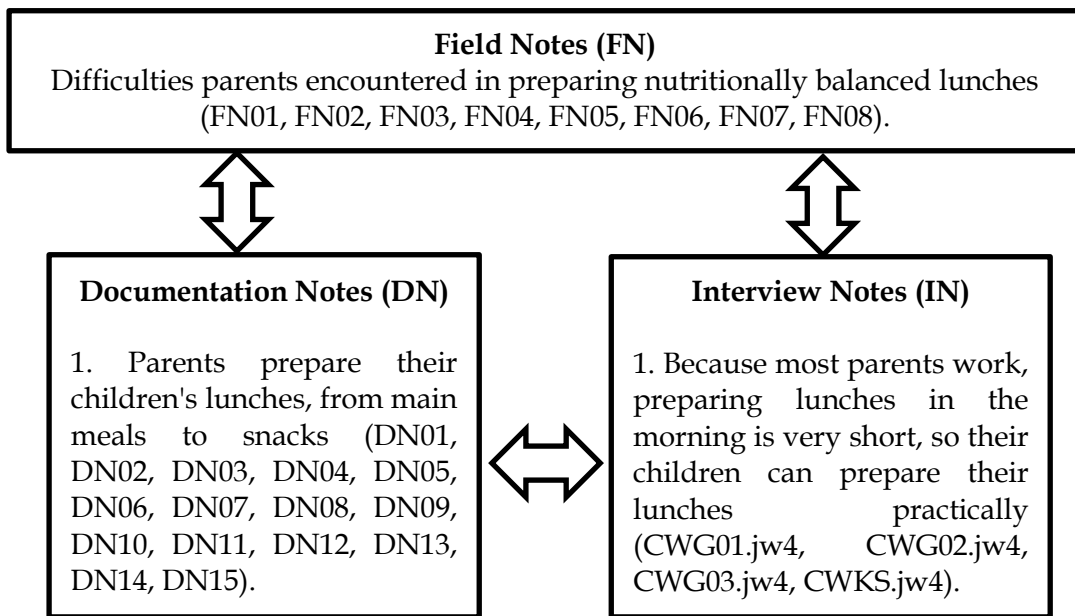 Field Notes (FN)
Difficulties parents encountered in preparing nutritionally balanced lunches
(FN01, FN02, FN03, FN04, FN05, FN06, FN07, FN08).
Documentation Notes (DN)
1. Parents prepare their
children's lunches, from main
meals to snacks (DN01,
DN02, DN03, DN04, DN05,
DN06, DN07, DN08, DN09,
DN10, DN11, DN12, DN13,
DN14, DN15).
Interview Notes (IN)
1. Because most parents work,
preparing lunches in the
morning is very short, so their
children can prepare their
lunches practically
(CWG01.jw4, CWG02.jw4,
CWG03.jw4, CWKS.jw4).